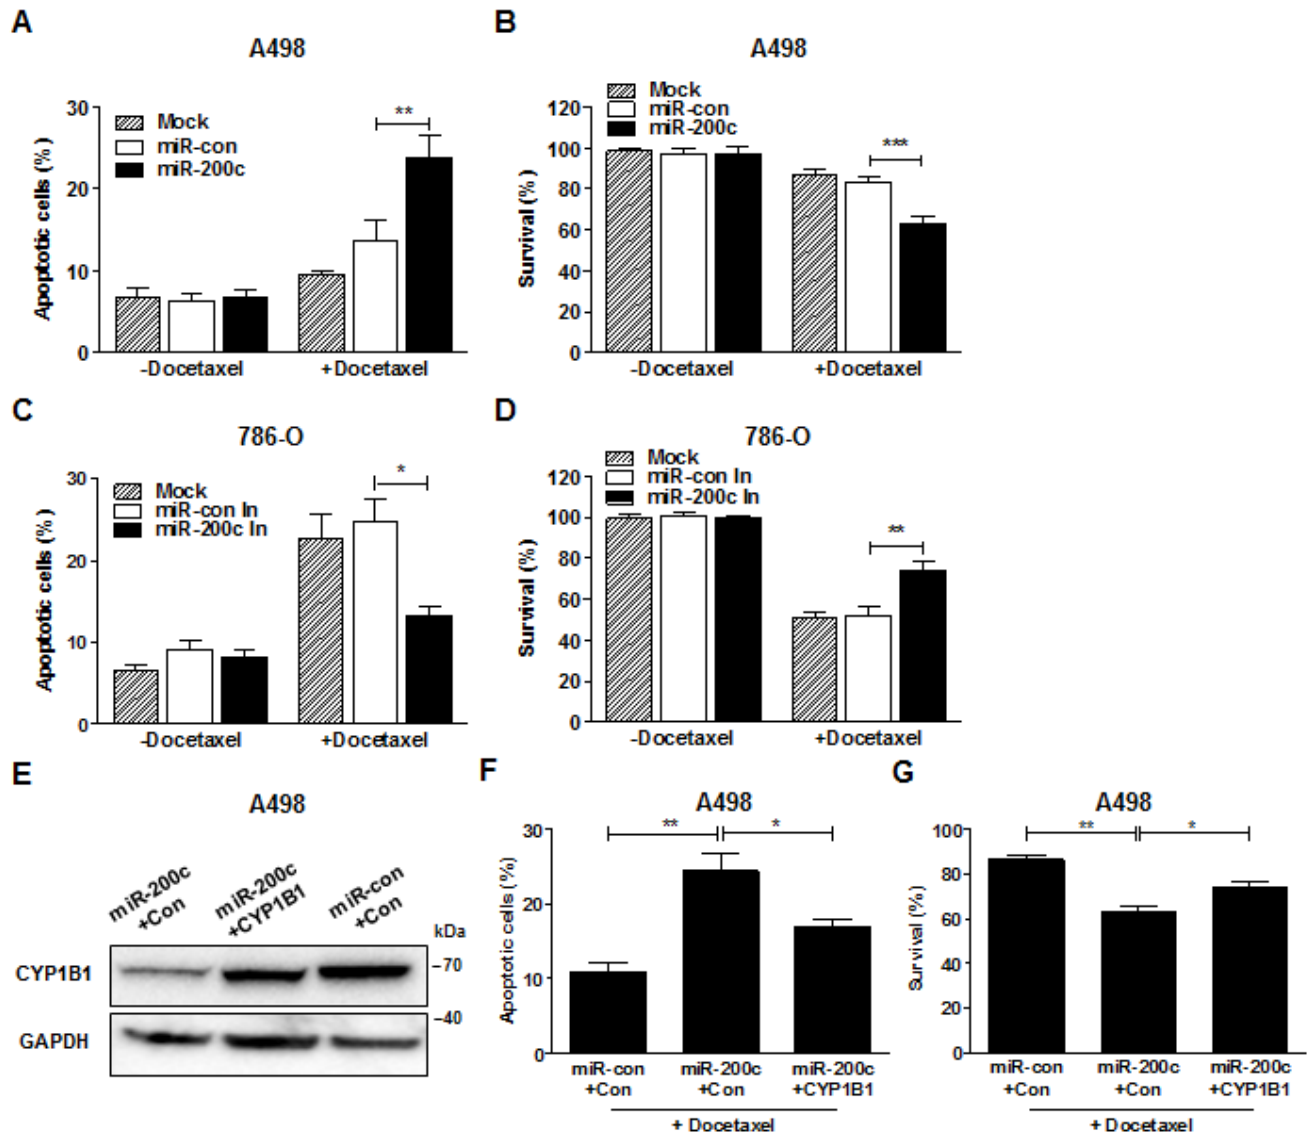 A
A498
Apoptotic cells (%)
30
20
10
0
Mock
miR-con
miR-200c
**
-Docetaxel
+Docetaxel
B
A498
Survival (%)
120
100
80
60
40
20
0
Mock
miR-con
miR-200c
***
-Docetaxel
+Docetaxel
C
786-O
Apoptotic cells (%)
30
20
10
0
Mock
miR-con In
miR-200c In
*
-Docetaxel
+Docetaxel
D
786-O
Survival (%)
120
100
80
60
40
20
0
Mock
miR-con In
miR-200c In
**
-Docetaxel
+Docetaxel
E
A498
miR-200c
+Con
miR-200c
+CYP1B1
miR-con
+Con
kDa
CYP1B1
–70
–40
GAPDH
F
A498
Apoptotic cells (%)
30
20
10
0
**
*
miR-con
+Con
miR-200c
+Con
miR-200c
+CYP1B1
+ Docetaxel
G
A498
Survival (%)
100
80
60
40
20
0
**
*
miR-con
+Con
miR-200c
+Con
miR-200c
+CYP1B1
+ Docetaxel